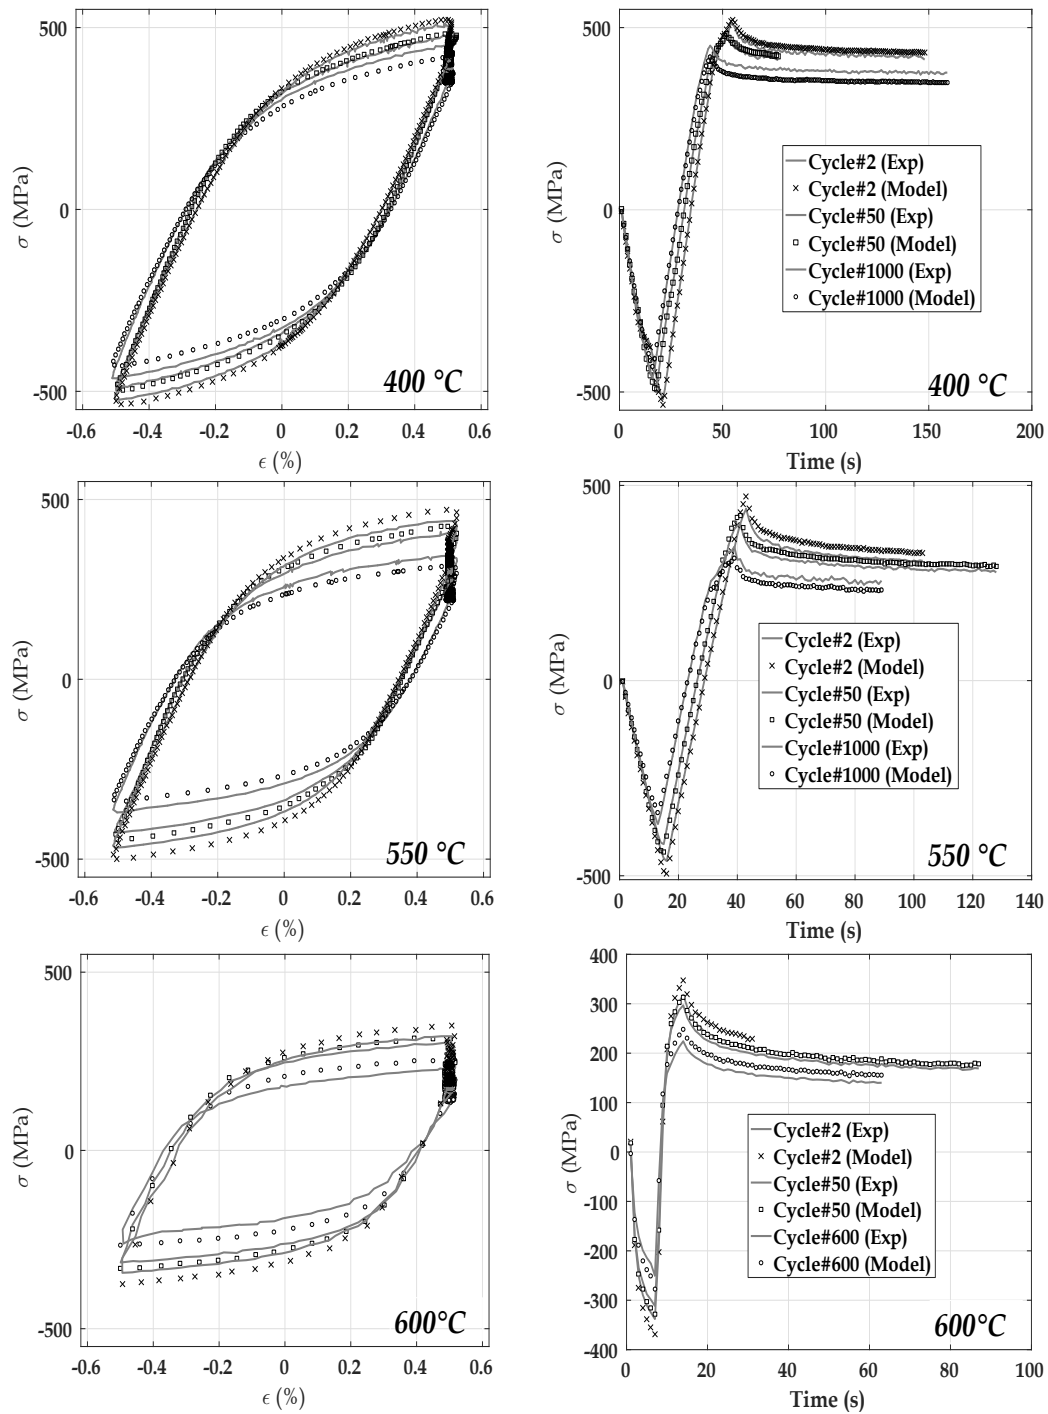 500
0
-500
σ (MPa)
400 °C
-0.6 -0.4 -0.2 0 0.2 0.4 0.6
ϵ (%)
500
0
-500
σ (MPa)
Cycle#2 (Exp)
Cycle#2 (Model)
Cycle#50 (Exp)
Cycle#50 (Model)
Cycle#1000 (Exp)
Cycle#1000 (Model)
400 °C
0 50 100 150 200
Time (s)
500
0
-500
σ (MPa)
550 °C
-0.6 -0.4 -0.2 0 0.2 0.4 0.6
ϵ (%)
500
0
-500
σ (MPa)
Cycle#2 (Exp)
Cycle#2 (Model)
Cycle#50 (Exp)
Cycle#50 (Model)
Cycle#1000 (Exp)
Cycle#1000 (Model)
550 °C
0 20 40 60 80 100 120 140
Time (s)
500
0
-500
σ (MPa)
600°C
-0.6 -0.4 -0.2 0 0.2 0.4 0.6
ϵ (%)
400
300
200
100
0
-100
-200
-300
-400
σ (MPa)
Cycle#2 (Exp)
Cycle#2 (Model)
Cycle#50 (Exp)
Cycle#50 (Model)
Cycle#600 (Exp)
Cycle#600 (Model)
600°C
0 20 40 60 80 100
Time (s)